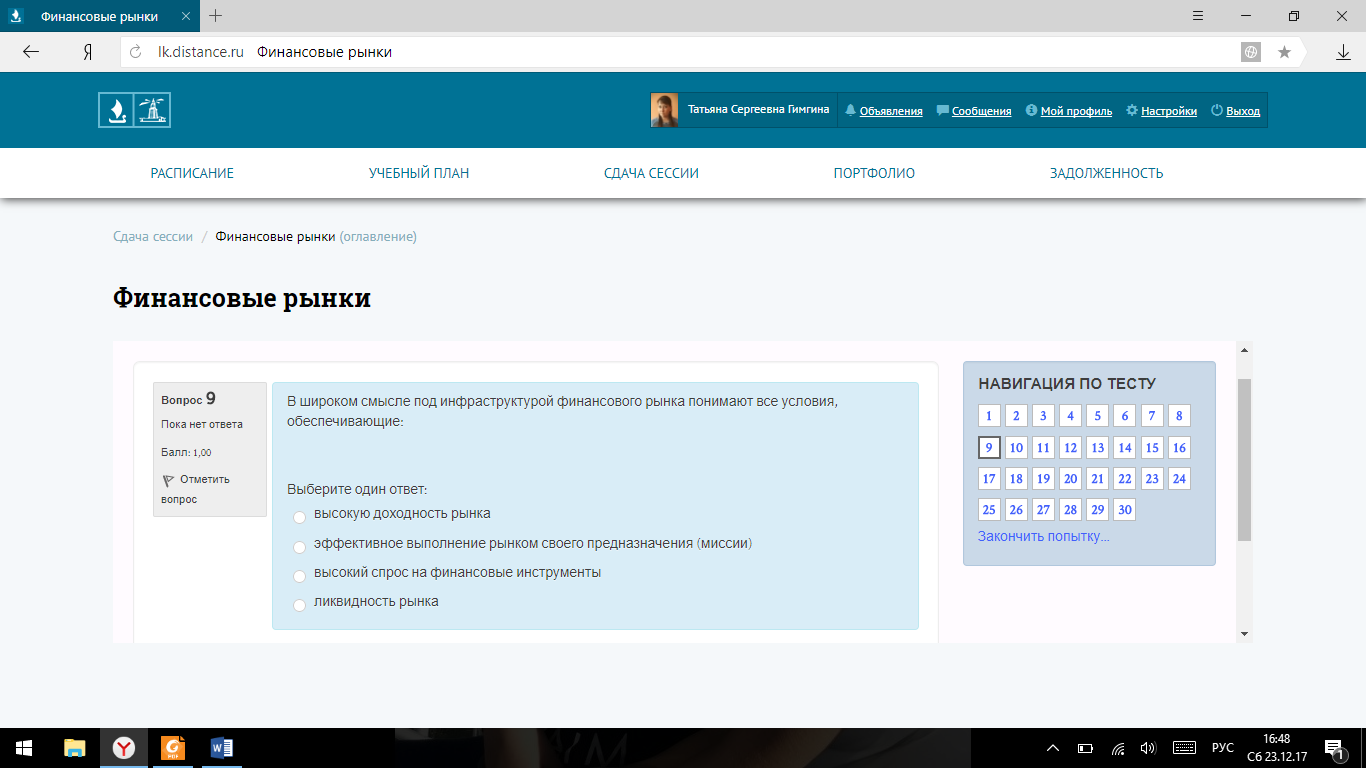 Финансовые рынки
lk.distance.ru Финансовые рынки
Татьяна Сергеевна Гимгина Объявления Сообщения Мой профиль Настройки Выход
РАСПИСАНИЕ УЧЕБНЫЙ ПЛАН СДАЧА СЕССИИ ПОРТФОЛИО ЗАДОЛЖЕННОСТЬ
Сдача сессии / Финансовые рынки (оглавление)
Финансовые рынки
Вопрос 9
Пока нет ответа
Балл: 1,00
Отметить
вопрос
В широком смысле под инфраструктурой финансового рынка понимают все условия,
обеспечивающие:
Выберите один ответ:
высокую доходность рынка
эффективное выполнение рынком своего предназначения (миссии)
высокий спрос на финансовые инструменты
ликвидность рынка
НАВИГАЦИЯ ПО ТЕСТУ
1 2 3 4 5 6 7 8
9 10 11 12 13 14 15 16
17 18 19 20 21 22 23 24
25 26 27 28 29 30
Закончить попытку...
РУС
16:48
Сб 23.12.17
1